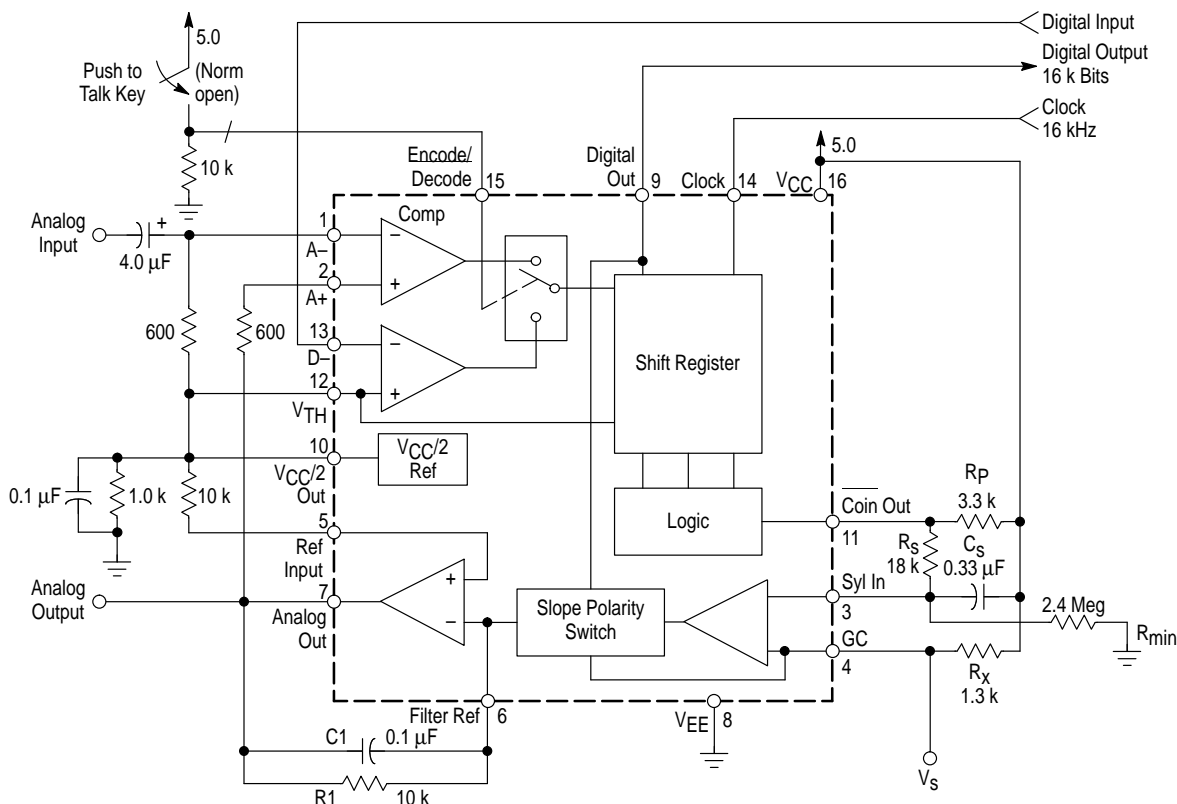 5.0
Digital Input
Push to
Talk Key
(Norm
open)
Digital Output
16 k Bits
Clock
16 kHz
10 k
5.0
Encode/
Decode
15
Digital
Out
9
Clock
14
VCC
16
Analog
Input
+
4.0 µF
1
A–
Comp
–
2
A+
+
600
600
13
D–
–
12
VTH
+
Shift Register
10
VCC/2
Out
VCC/2
Ref
0.1 µF
1.0 k
10 k
5
Ref
Input
Logic
Coin Out
11
RP
3.3 k
RS
18 k
CS
0.33 µF
Analog
Output
7
Analog
Out
+
–
Slope Polarity
Switch
Syl In
3
2.4 Meg
Rmin
GC
4
Rx
1.3 k
Filter Ref
6
VEE
8
C1
0.1 µF
R1
10 k
VS